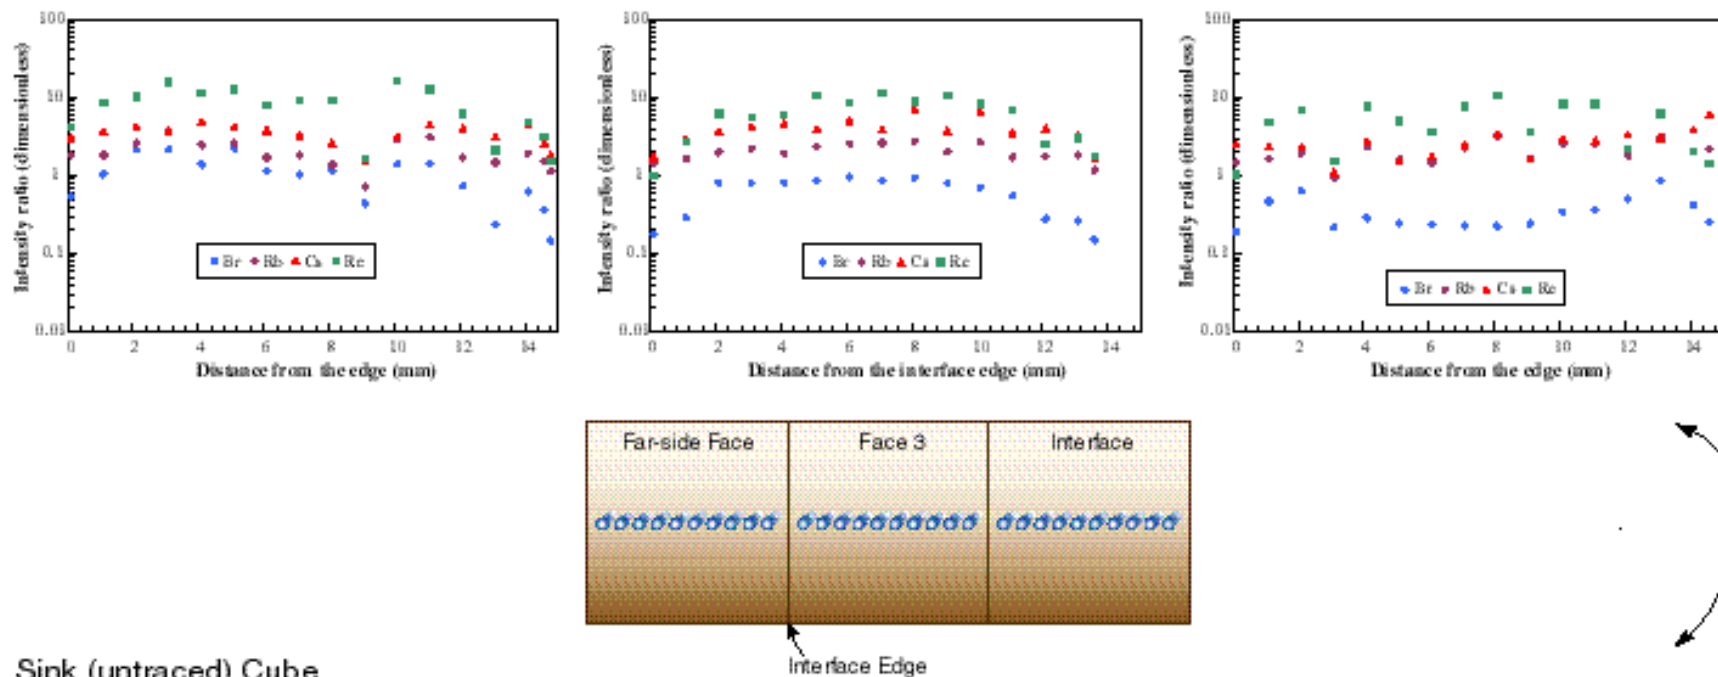 Intensity ratio (dimensionless)
100
10
1
0.1
0.01
Br Rb Cs Re
0 2 4 6 8 10 12 14
Distance from the edge (mm)
Intensity ratio (dimensionless)
100
10
1
0.1
0.01
Br Rb Cs Re
0 2 4 6 8 10 12 14
Distance from the interface edge (mm)
Intensity ratio (dimensionless)
100
10
1
0.1
0.01
Br Rb Cs Re
0 2 4 6 8 10 12 14
Distance from the edge (mm)
Far-side Face
Face 3
Interface
Interface Edge
Sink (untraced) Cube